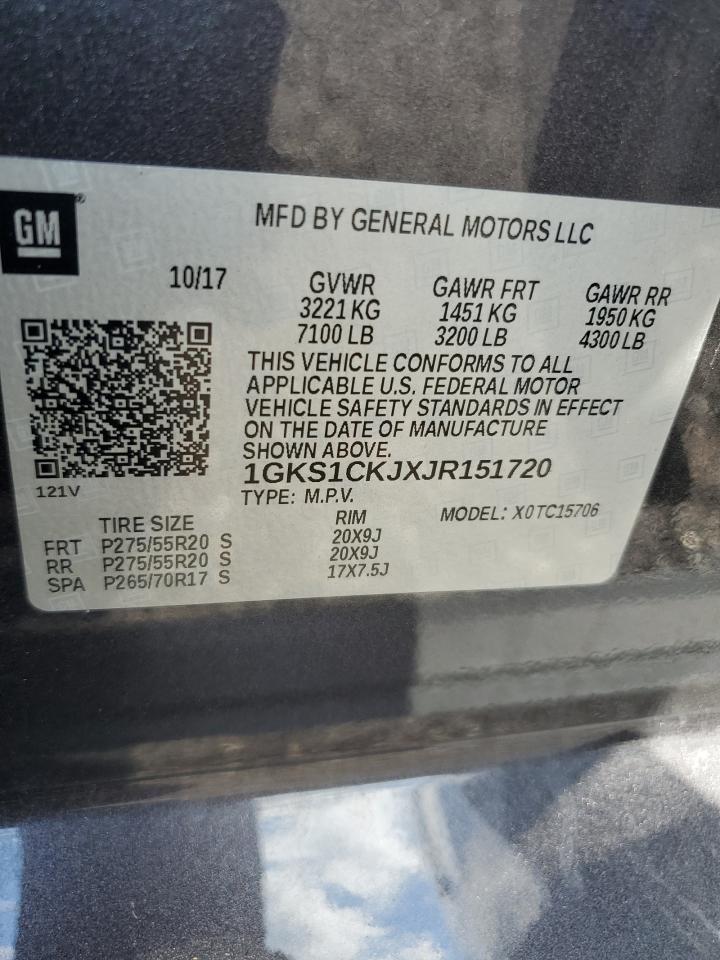 GM®
MFD BY GENERAL MOTORS LLC
10/17
GVWR GAWR FRT GAWR RR
3221 KG 1451 KG 1950 KG
7100 LB 3200 LB 4300 LB
THIS VEHICLE CONFORMS TO ALL
APPLICABLE U.S. FEDERAL MOTOR
VEHICLE SAFETY STANDARDS IN EFFECT
ON THE DATE OF MANUFACTURE
SHOWN ABOVE.
1GKS1CKJXJR151720
121V
TYPE: M.P.V.
MODEL: X0TC15706
TIRE SIZE RIM
FRT P275/55R20 S 20X9J
RR P275/55R20 S 20X9J
SPA P265/70R17 S 17X7.5J